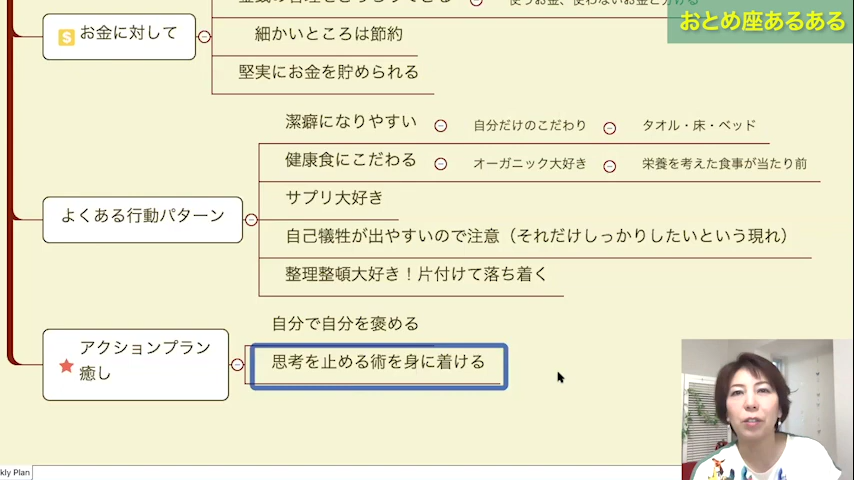 おとめ座あるある
お金に対して
細かいところは節約
堅実にお金を貯められる
潔癖になりやすい
自分だけのこだわり
タオル・床・ベッド
健康食にこだわる
オーガニック大好き
栄養を考えた食事が当たり前
サプリ大好き
よくある行動パターン
自己犠牲が出やすいので注意（それだけしっかりしたいという現れ）
整理整頓大好き！片付けて落ち着く
自分で自分を褒める
アクションプラン
癒し
思考を止める術を身に着ける
kly Plan